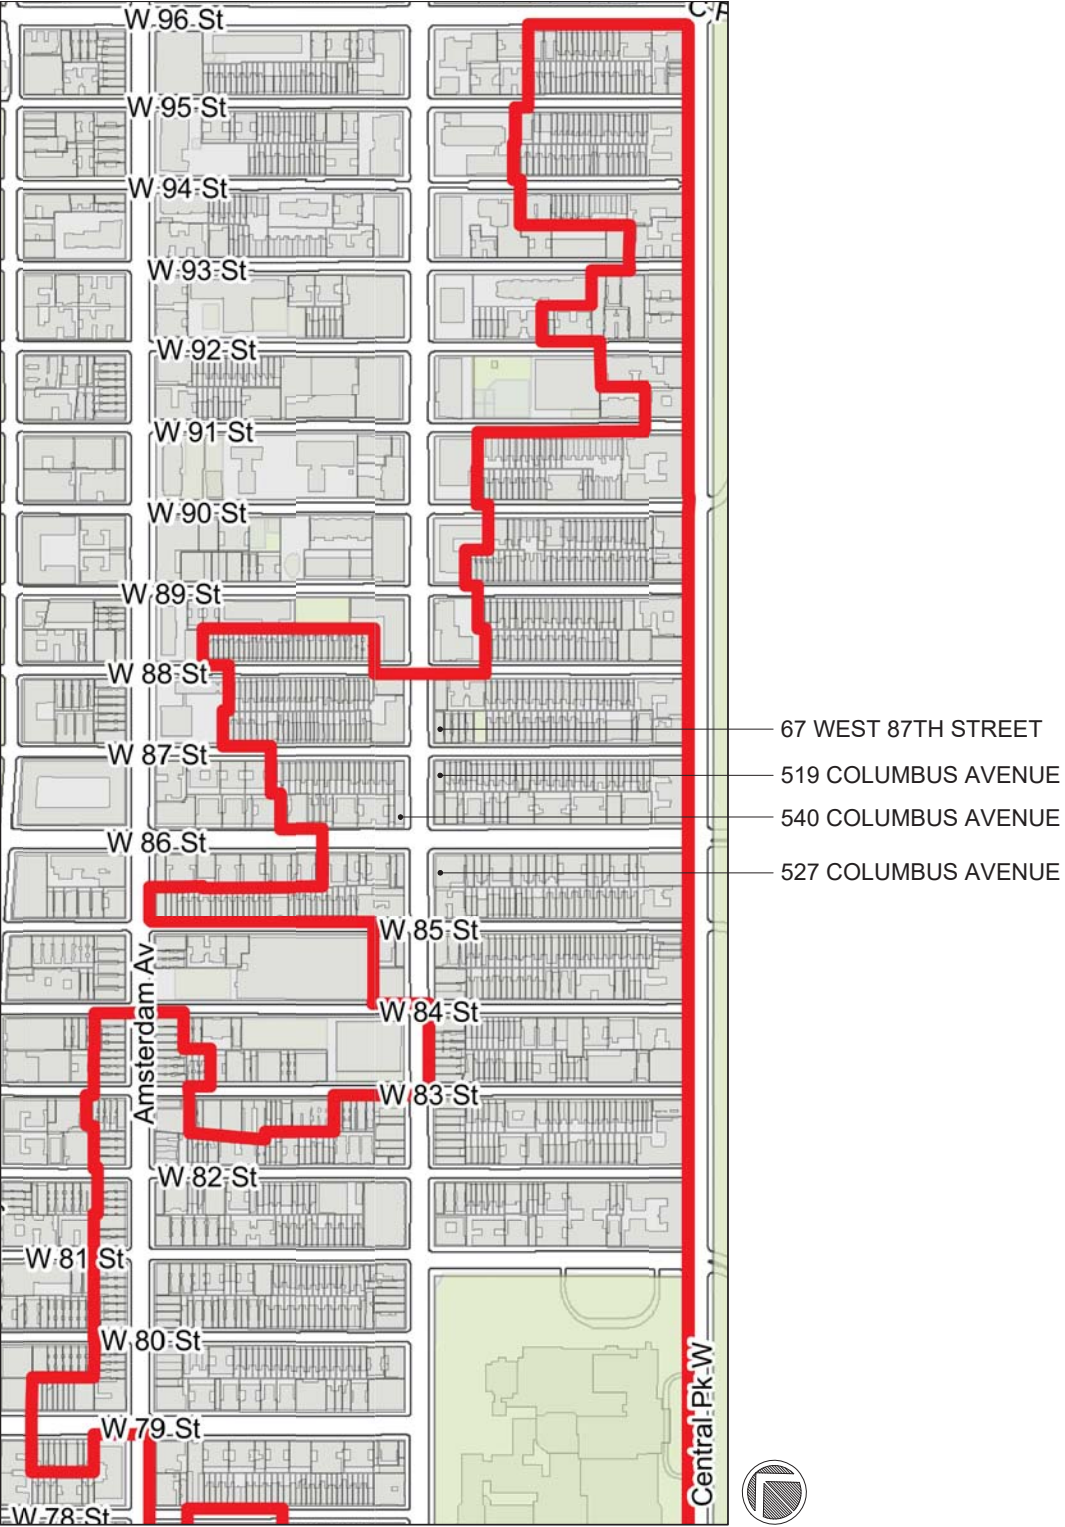 C P
W 96 St
W 95 St
W 94 St
W 93 St
W 92 St
W 91 St
W 90 St
W 89 St
W 88 St
67 WEST 87TH STREET
W 87 St
519 COLUMBUS AVENUE
540 COLUMBUS AVENUE
W 86 St
527 COLUMBUS AVENUE
W 85 St
Amsterdam Av
W 84 St
W 83 St
W 82 St
W 81 St
W 80 St
Central Pk W
W 79 St
W 78 St